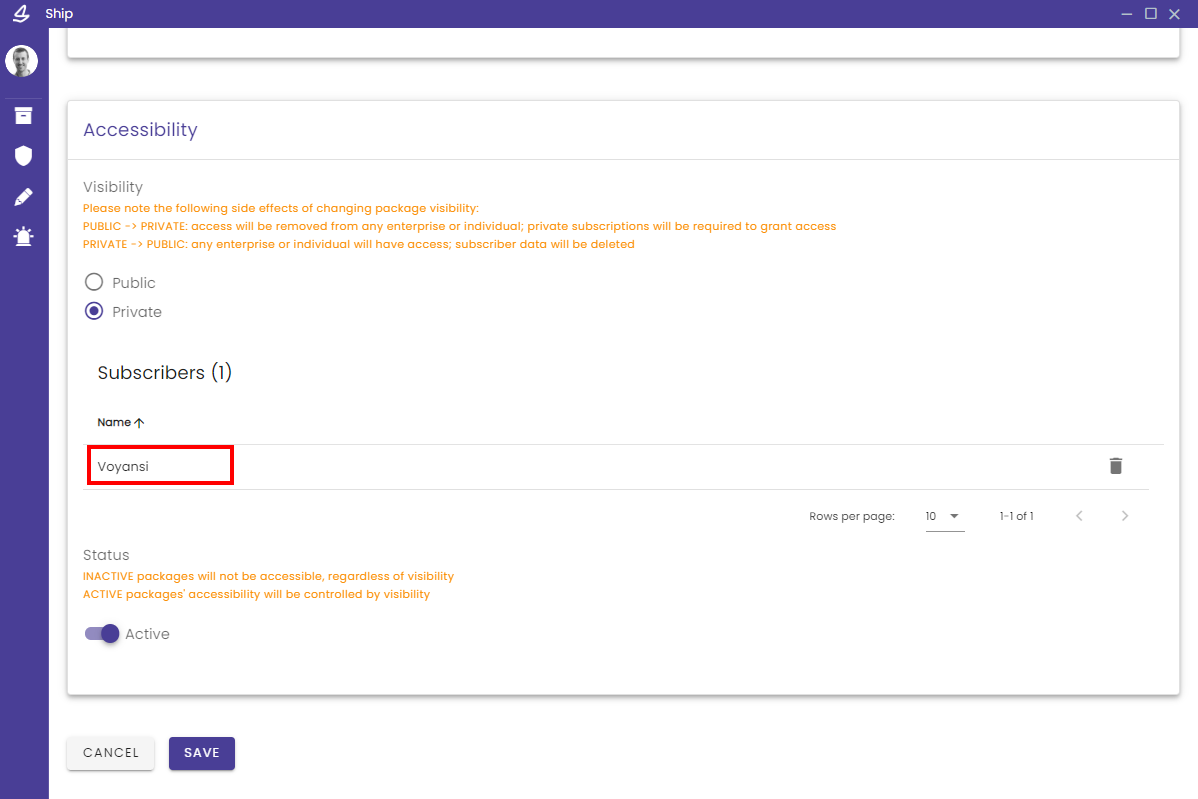 Ship
Accessibility
Visibility
Please note the following side effects of changing package visibility:
PUBLIC -> PRIVATE: access will be removed from any enterprise or individual; private subscriptions will be required to grant access
PRIVATE -> PUBLIC: any enterprise or individual will have access; subscriber data will be deleted
Public
Private
Subscribers (1)
Name
Voyansi
Rows per page: 10 1-1 of 1
Status
INACTIVE packages will not be accessible, regardless of visibility
ACTIVE packages' accessibility will be controlled by visibility
Active
CANCEL SAVE